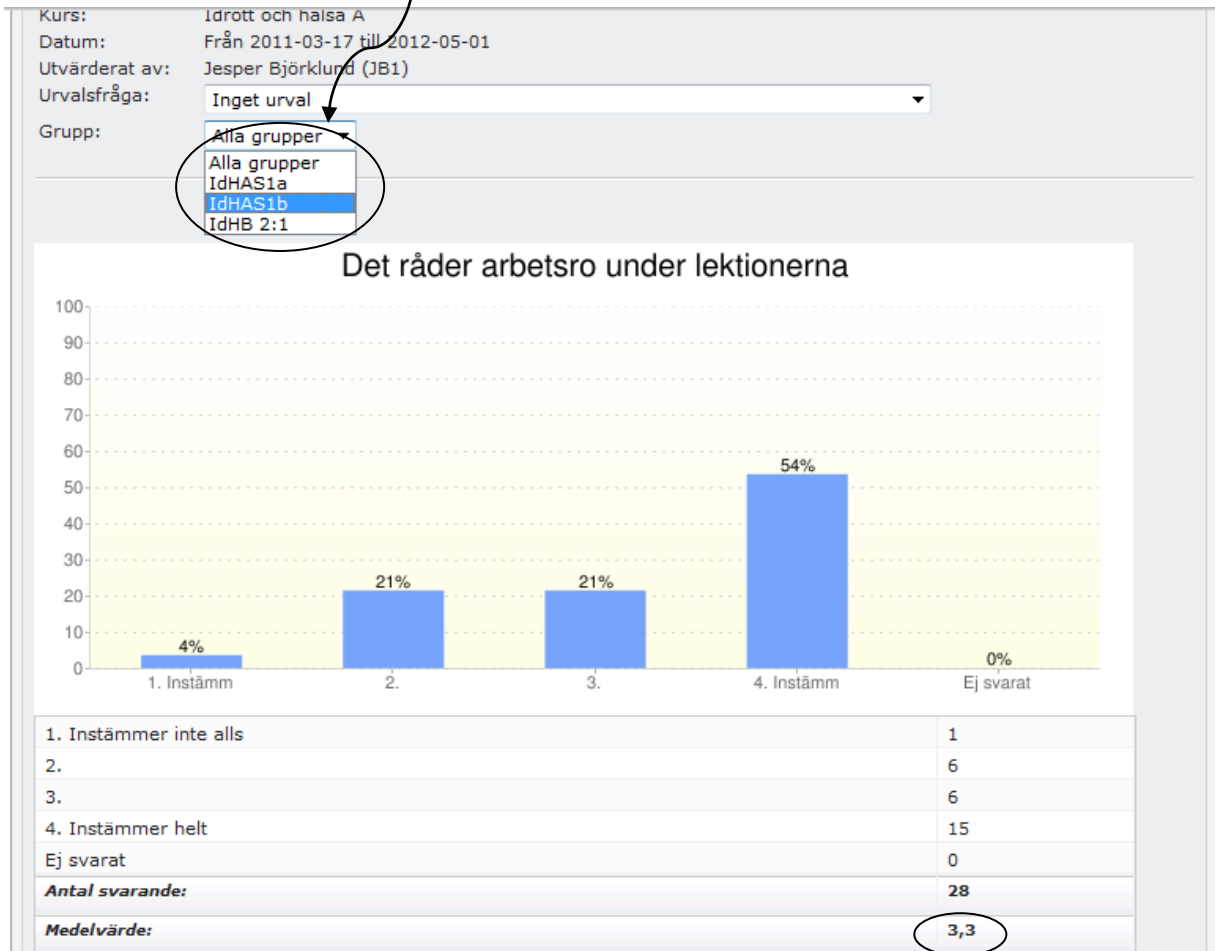 Kurs: Idrott och hälsa A
Datum: Från 2011-03-17 till 2012-05-01
Utvärderat av: Jesper Björklund (JB1)
Urvalsfråga: Inget urval
Grupp: Alla grupper
Alla grupper
IdHAS1a
IdHAS1b
IdHB 2:1
Det råder arbetsro under lektionerna
100
90
80
70
60
50
40
30
20
10
0
4%
21%
21%
54%
0%
1. Instämm 2. 3. 4. Instämm Ej svarat
1. Instämmer inte alls 1
2. 6
3. 6
4. Instämmer helt 15
Ej svarat 0
Antal svarande: 28
Medelvärde: 3,3